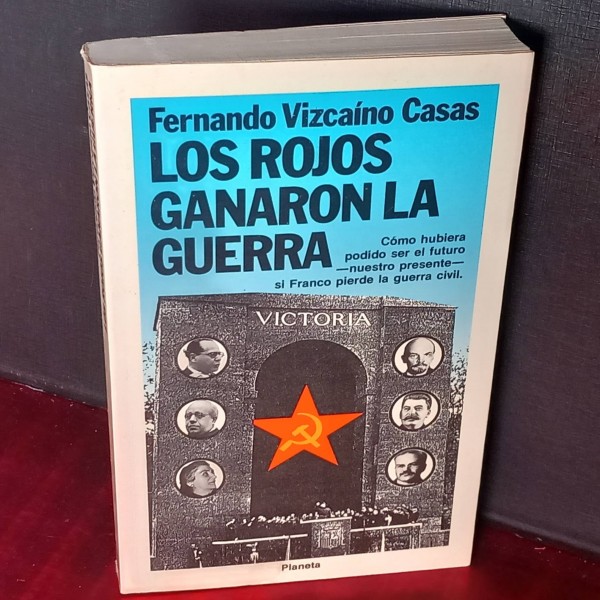 Fernando Vizcaíno Casas
LOS ROJOS
GANARON LA
GUERRA
Cómo hubiera
podido ser el futuro
—nuestro presente—
si Franco pierde la guerra civil.
VICTORIA
Planeta